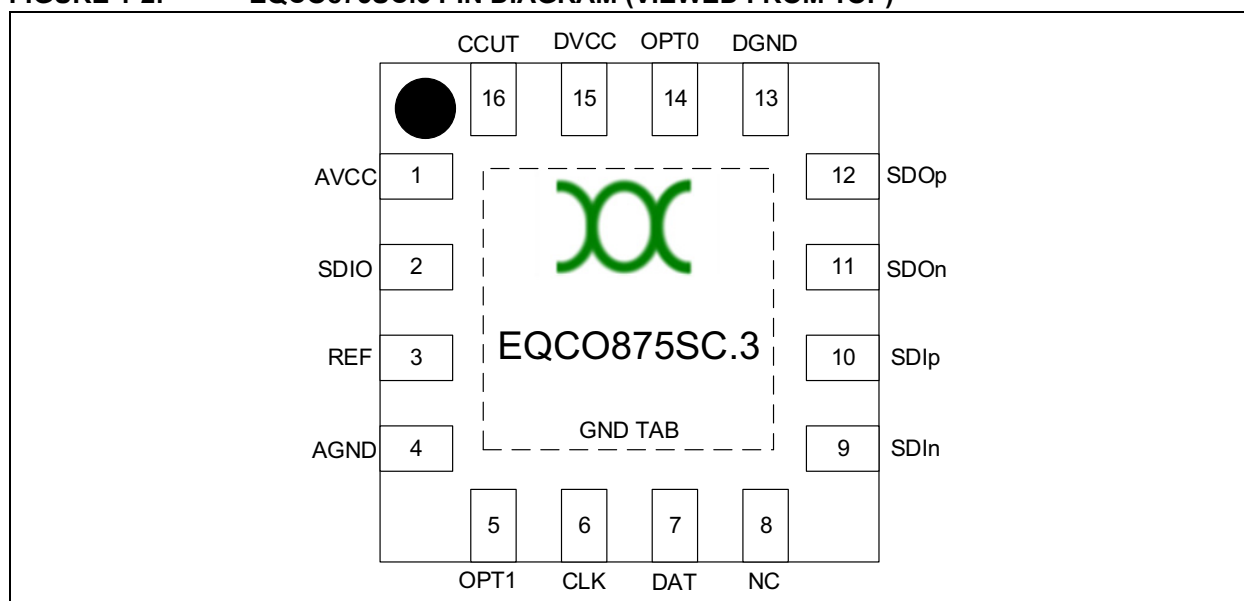 CCUT DVCC OPT0 DGND
16 15 14 13
AVCC 1 12 SDOp
SDIO 2 11 SDOn
EQCO875SC.3
REF 3 10 SDIp
GND TAB
AGND 4 9 SDIn
5 6 7 8
OPT1 CLK DAT NC